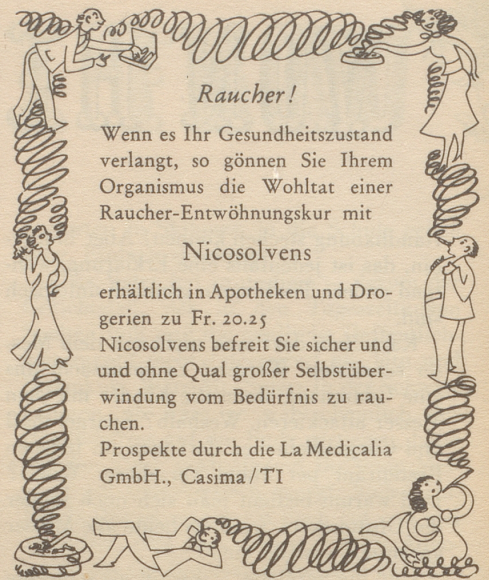 Raucher!
Wenn es Ihr Gesundheitszustand
verlangt, so gönnen Sie Ihrem
Organismus die Wohltat einer
Raucher-Entwöhnungskur mit
Nicosolvens
erhältlich in Apotheken und Dro-
gerien zu Fr. 20.25
Nicosolvens befreit Sie sicher und
und ohne Qual großer Selbstüber-
windung vom Bedürfnis zu rau-
chen.
Prospekte durch die La Medicalia
GmbH., Casima/TI